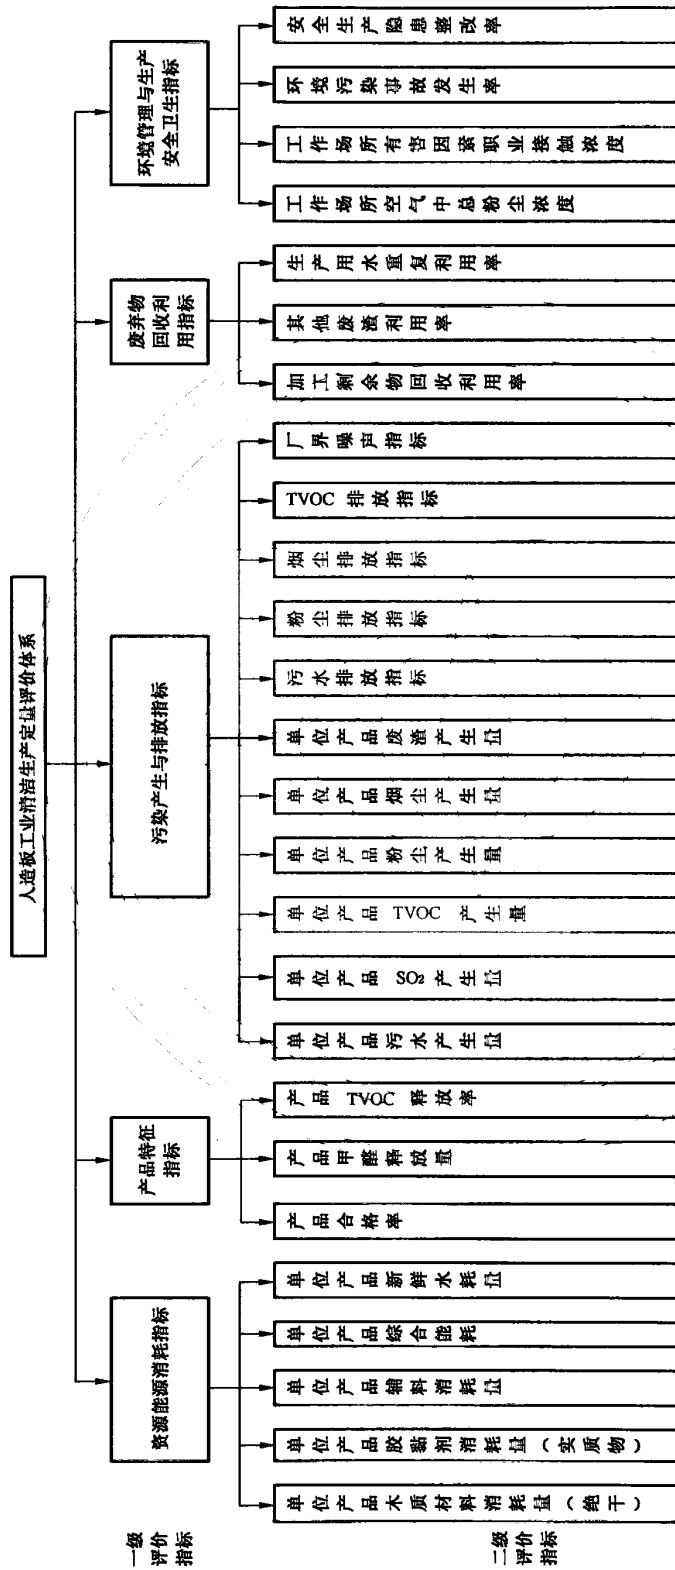 人造板工业清洁生产定量评价体系
一级
评价
指标
资源能源消耗指标
产品特征
指标
污染产生与排放指标
废弃物
回收利
用指标
环境管理与生产
安全卫生指标
二级
评价
指标
单位产品木质材料消耗量(绝干)
单位产品胶黏剂消耗量(实质物)
单位产品辅料消耗量
单位产品综合能耗
单位产品新鲜水耗量
产品合格率
产品甲醛释放量
产品TVOC释放率
单位产品污水产生量
单位产品SO₂产生量
单位产品TVOC产生量
单位产品粉尘产生量
单位产品烟尘产生量
单位产品废渣产生量
污水排放指标
粉尘排放指标
烟尘排放指标
TVOC排放指标
厂界噪声指标
加工剩余物回收利用率
其他废渣利用率
生产用水重复利用率
工作场所空气中总粉尘浓度
工作场所有害因素职业接触浓度
环境污染事故发生率
安全生产隐患整改率